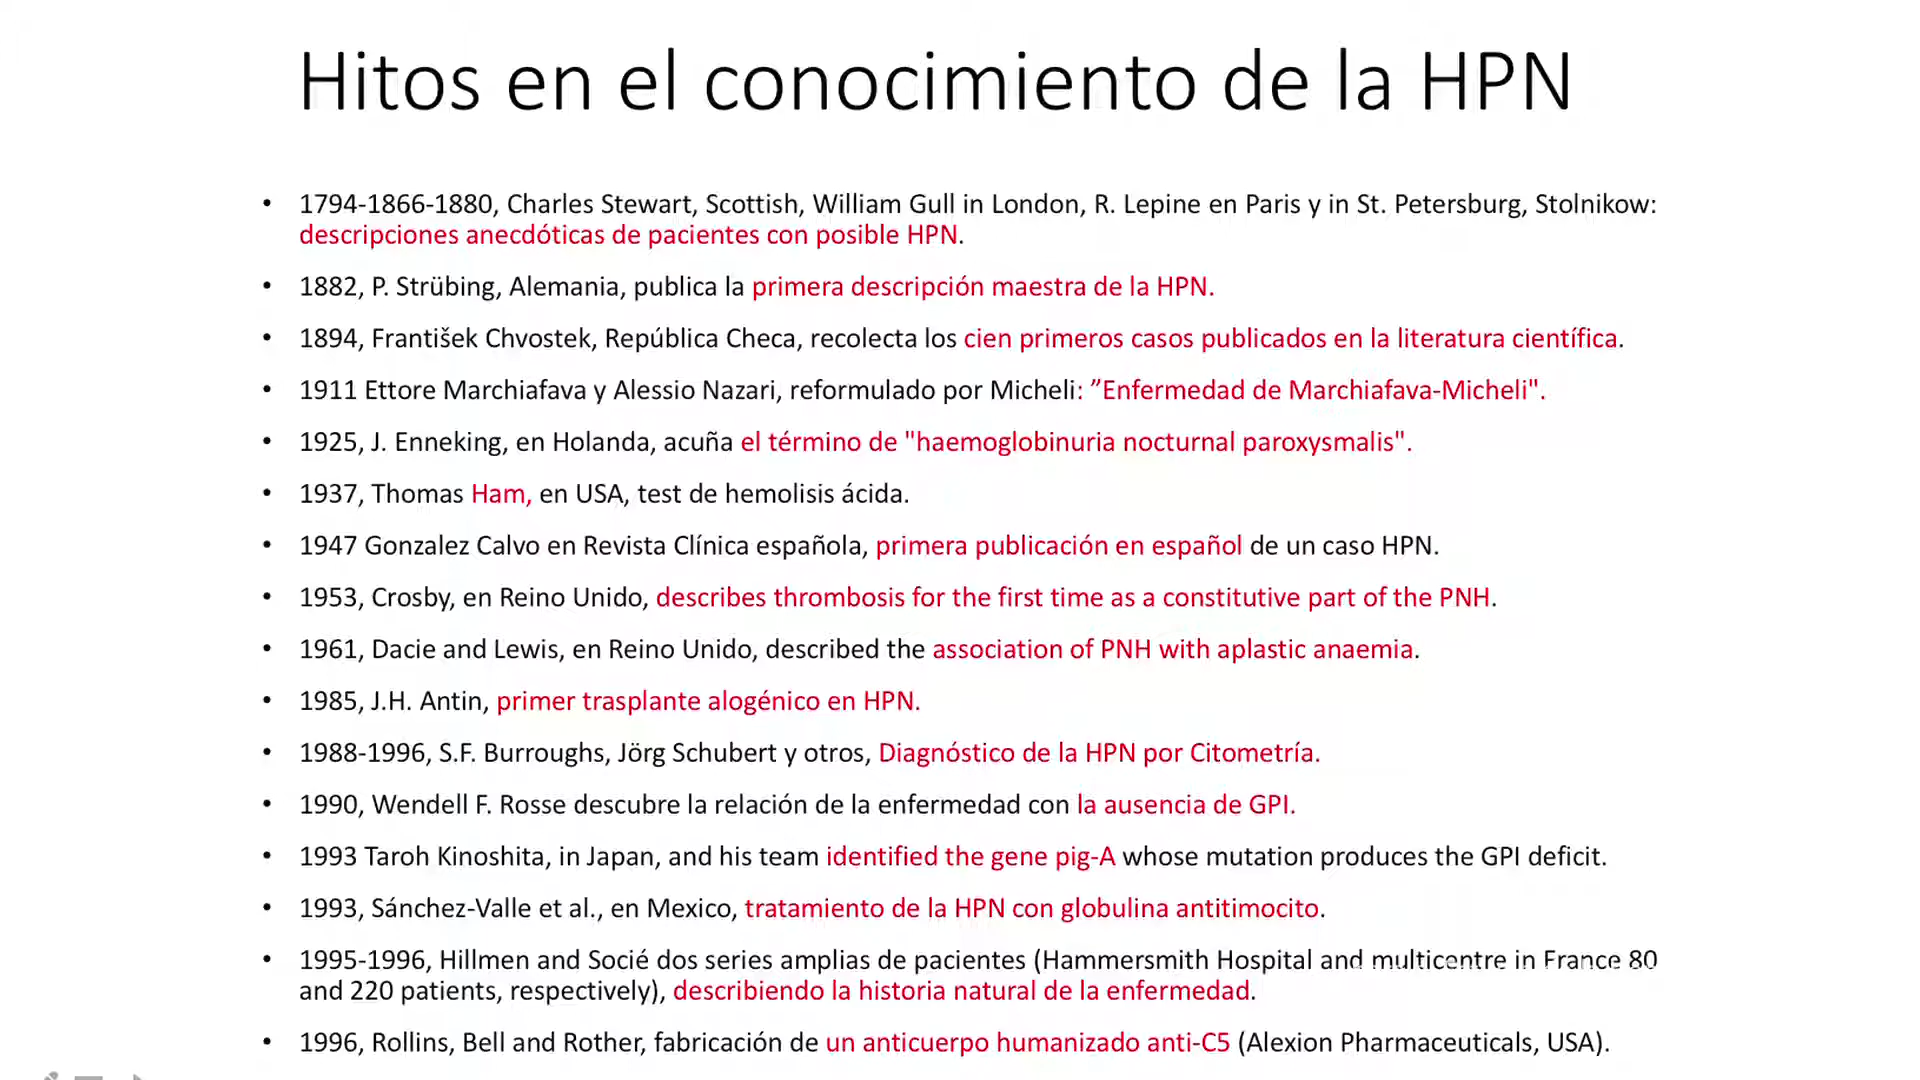 Hitos en el conocimiento de la HPN
• 1794-1866-1880, Charles Stewart, Scottish, William Gull in London, R. Lepine en Paris y in St. Petersburg, Stolnikow:
descripciones anecdóticas de pacientes con posible HPN.
• 1882, P. Strübing, Alemania, publica la primera descripción maestra de la HPN.
• 1894, František Chvostek, República Checa, recolecta los cien primeros casos publicados en la literatura científica.
• 1911 Ettore Marchiafava y Alessio Nazari, reformulado por Micheli: ”Enfermedad de Marchiafava-Micheli".
• 1925, J. Enneking, en Holanda, acuña el término de "haemoglobinuria nocturnal paroxysmalis".
• 1937, Thomas Ham, en USA, test de hemolisis ácida.
• 1947 Gonzalez Calvo en Revista Clínica española, primera publicación en español de un caso HPN.
• 1953, Crosby, en Reino Unido, describes thrombosis for the first time as a constitutive part of the PNH.
• 1961, Dacie and Lewis, en Reino Unido, described the association of PNH with aplastic anaemia.
• 1985, J.H. Antin, primer trasplante alogénico en HPN.
• 1988-1996, S.F. Burroughs, Jörg Schubert y otros, Diagnóstico de la HPN por Citometría.
• 1990, Wendell F. Rosse descubre la relación de la enfermedad con la ausencia de GPI.
• 1993 Taroh Kinoshita, in Japan, and his team identified the gene pig-A whose mutation produces the GPI deficit.
• 1993, Sánchez-Valle et al., en Mexico, tratamiento de la HPN con globulina antitimocito.
• 1995-1996, Hillmen and Socié dos series amplias de pacientes (Hammersmith Hospital and multicentre in France 80
and 220 patients, respectively), describiendo la historia natural de la enfermedad.
• 1996, Rollins, Bell and Rother, fabricación de un anticuerpo humanizado anti-C5 (Alexion Pharmaceuticals, USA).